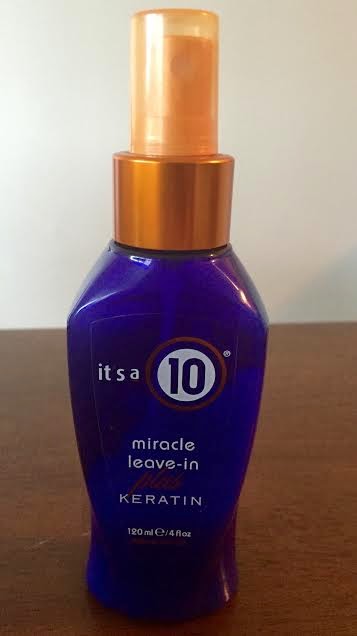 it's a 10®
miracle
leave-in
plus
KERATIN
120 ml ℮/4 fl oz